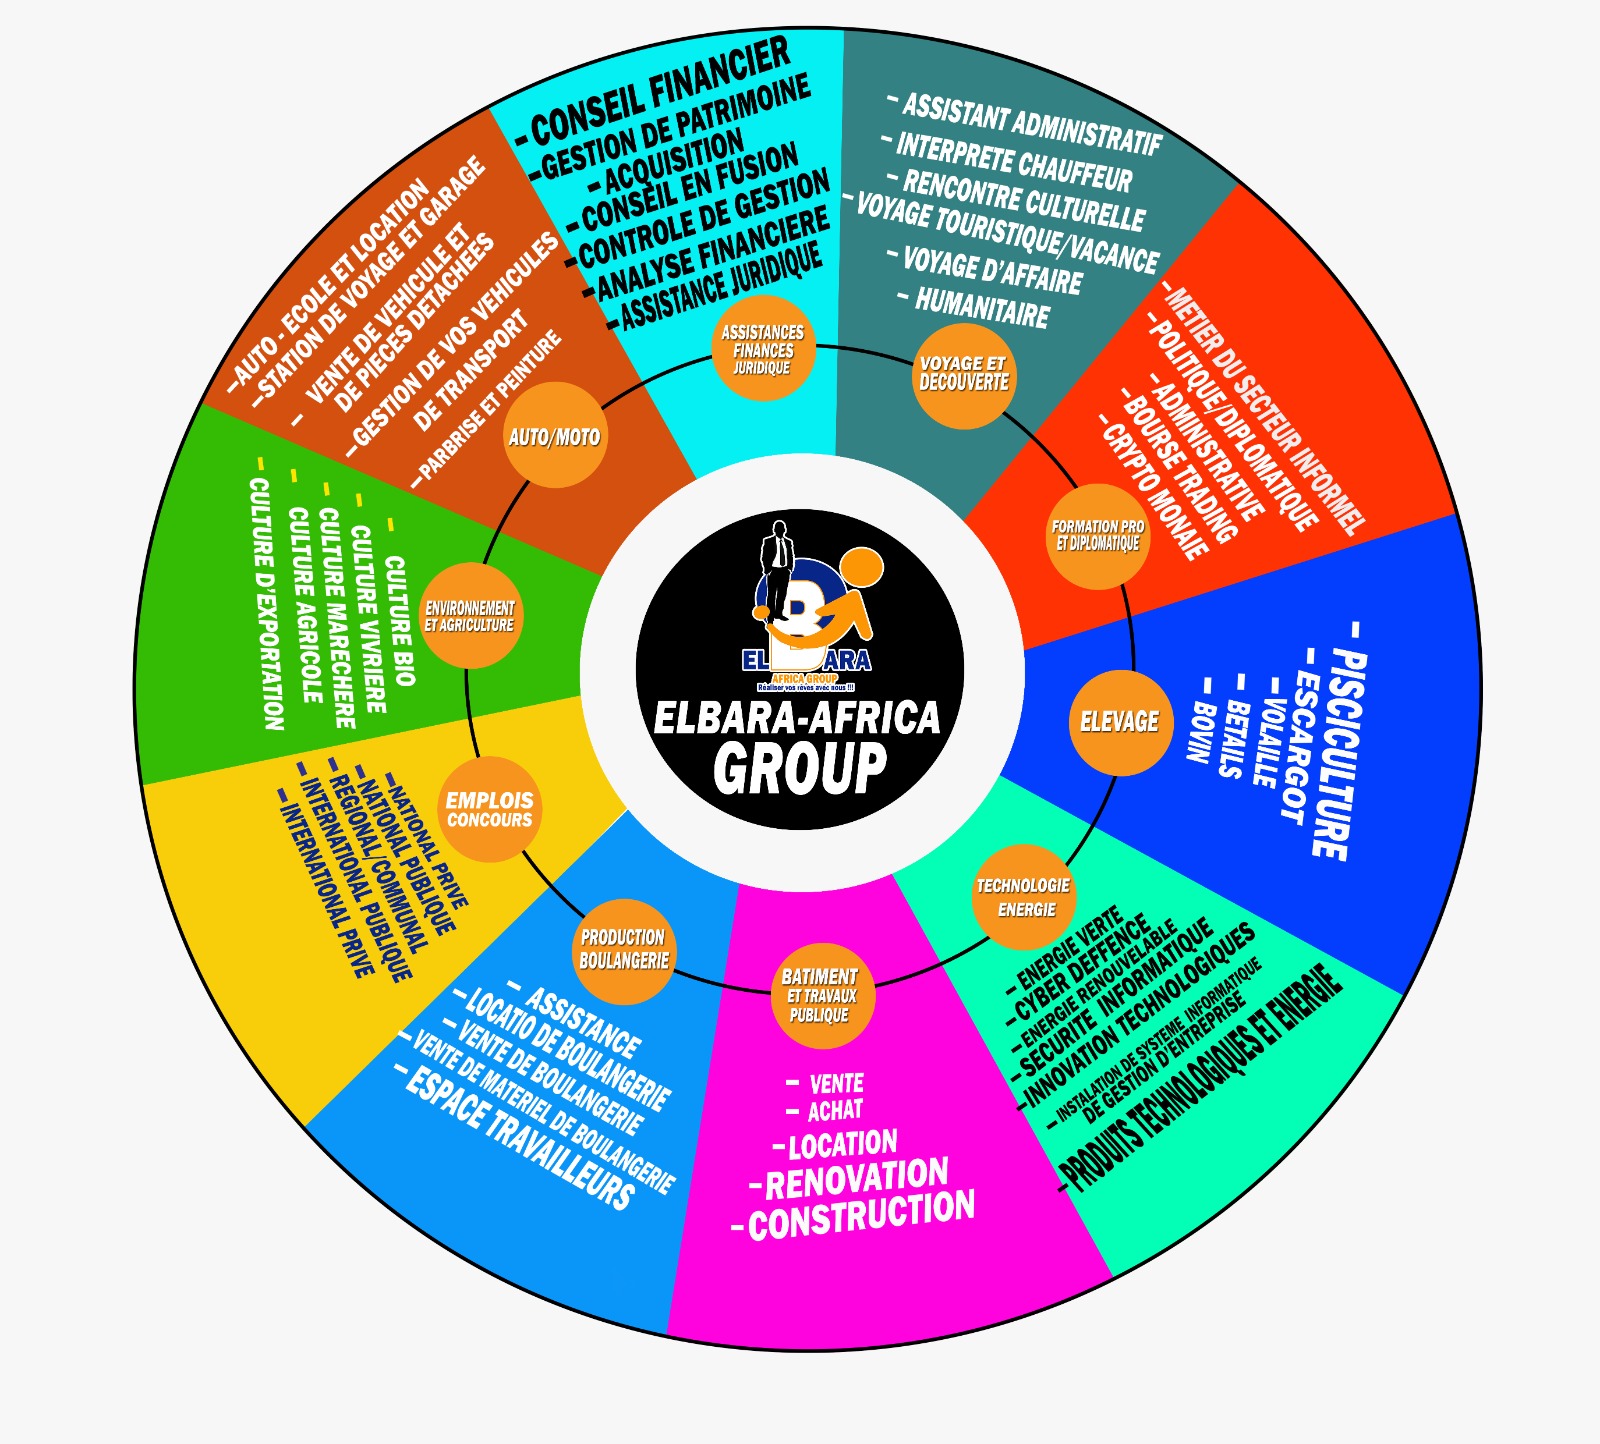 - CONSEIL FINANCIER
-GESTION DE PATRIMOINE
- ACQUISITION
- CONSEIL EN FUSION
-CONTROLE DE GESTION
- ANALYSE FINANCIERE
- ASSISTANCE JURIDIQUE
ASSISTANCES
FINANCES
JURIDIQUE
- ASSISTANT ADMINISTRATIF
- INTERPRETE CHAUFFEUR
- RENCONTRE CULTURELLE
- VOYAGE TOURISTIQUE/VACANCE
- VOYAGE D'AFFAIRE
- HUMANITAIRE
VOYAGE ET
DECOUVERTE
- METIER DU SECTEUR INFORMEL
- POLITIQUE/DIPLOMATIQUE
- ADMINISTRATIVE
- BOURSE TRADING
- CRYPTO MONAIE
FORMATION PRO
ET DIPLOMATIQUE
- PISCICULTURE
- ESCARGOT
- VOLAILLE
- BETAILS
- BOVIN
ELEVAGE
TECHNOLOGIE
ENERGIE
- ENERGIE VERTE
- CYBER DEFFENCE
- ENERGIE RENOUVELABLE
- SECURITE INFORMATIQUE
- INNOVATION TECHNOLOGIQUES
- INSTALATION DE SYSTEME INFORMATIQUE
DE GESTION D'ENTREPRISE
- PRODUITS TECHNOLOGIQUES ET ENERGIE
BATIMENT
ET TRAVAUX
PUBLIQUE
- VENTE
- ACHAT
- LOCATION
- RENOVATION
- CONSTRUCTION
PRODUCTION
BOULANGERIE
- ASSISTANCE
- LOCATIO DE BOULANGERIE
- VENTE DE BOULANGERIE
- VENTE DE MATERIEL DE BOULANGERIE
- ESPACE TRAVAILLEURS
EMPLOIS
CONCOURS
- NATIONAL PRIVE
- NATIONAL PUBLIQUE
- REGIONAL/COMMUNAL
- INTERNATIONAL PUBLIQUE
- INTERNATIONAL PRIVE
ENVIRONNEMENT
ET AGRICULTURE
- CULTURE BIO
- CULTURE VIVRIERE
- CULTURE MARECHERE
- CULTURE AGRICOLE
- CULTURE D'EXPORTATION
- AUTO - ECOLE ET LOCATION
- STATION DE VOYAGE ET GARAGE
- VENTE DE VEHICULE ET
DE PIECES DETACHEES
- GESTION DE VOS VEHICULES
DE TRANSPORT
- PARBRISE ET PEINTURE
AUTO/MOTO
ELBARA
AFRICA GROUP
Réaliser vos rêves avec nous !!!
ELBARA-AFRICA
GROUP